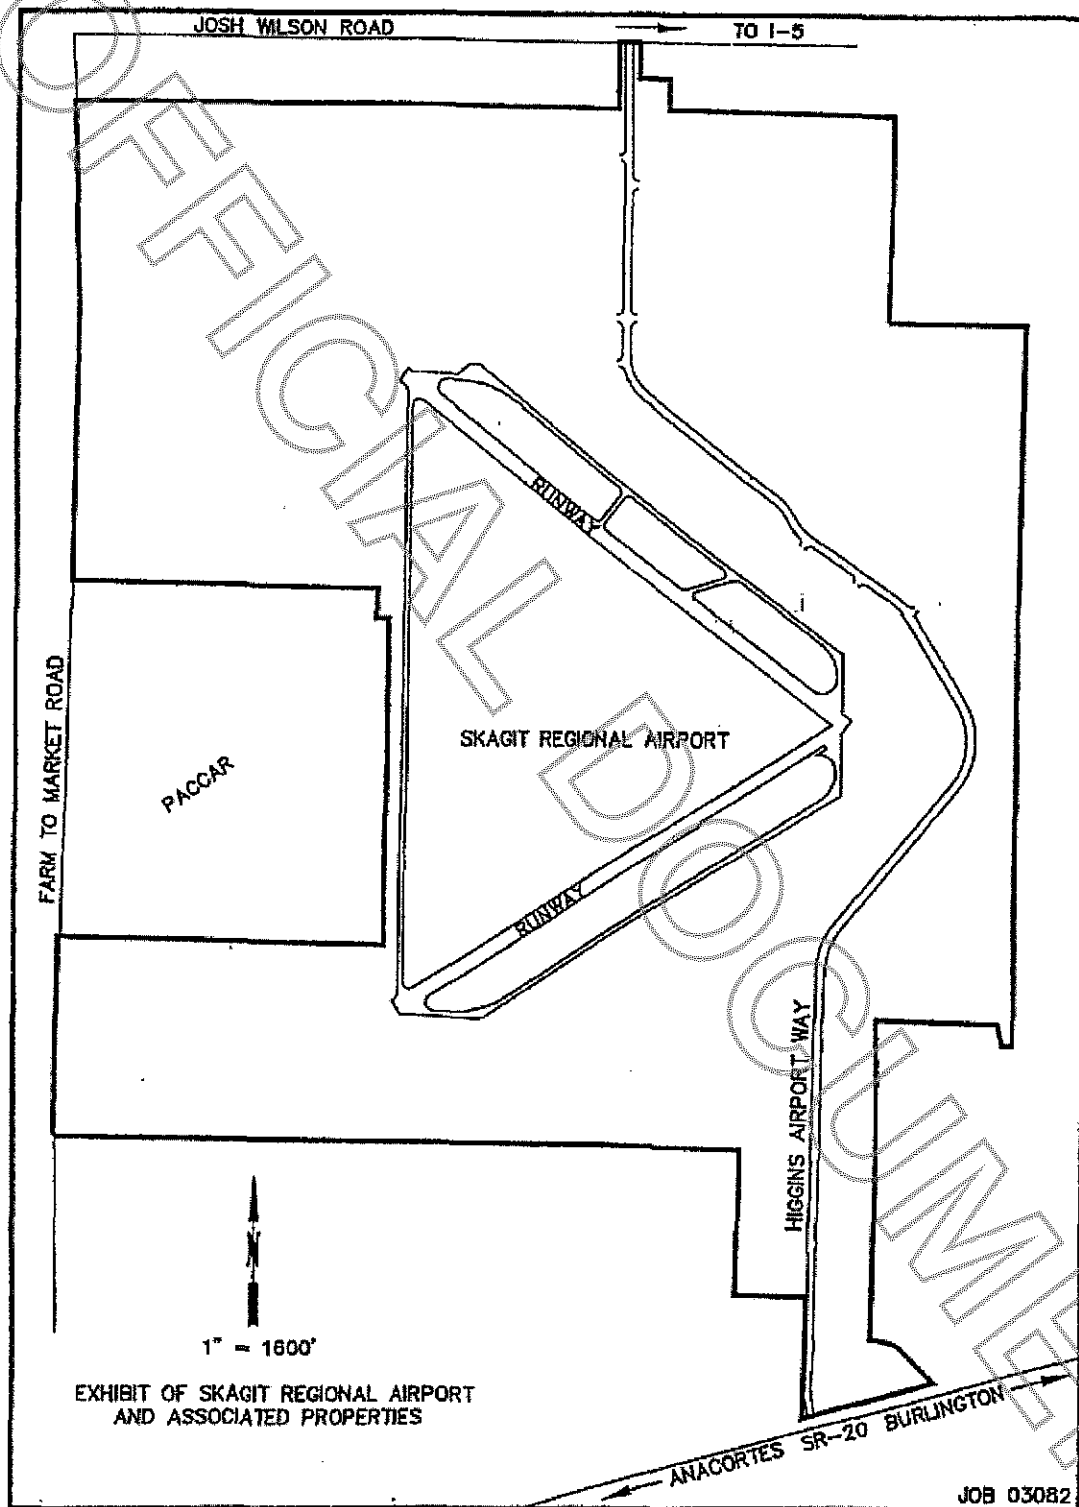 JOSH WILSON ROAD
TO I-5
RUNWAY
SKAGIT REGIONAL AIRPORT
FARM TO MARKET ROAD
PACCAR
RUNWAY
HIGGINS AIRPORT WAY
N
1" = 1600'
EXHIBIT OF SKAGIT REGIONAL AIRPORT
AND ASSOCIATED PROPERTIES
ANACORTES SR-20 BURLINGTON
JOB 03082
OFFICIAL DOCUME